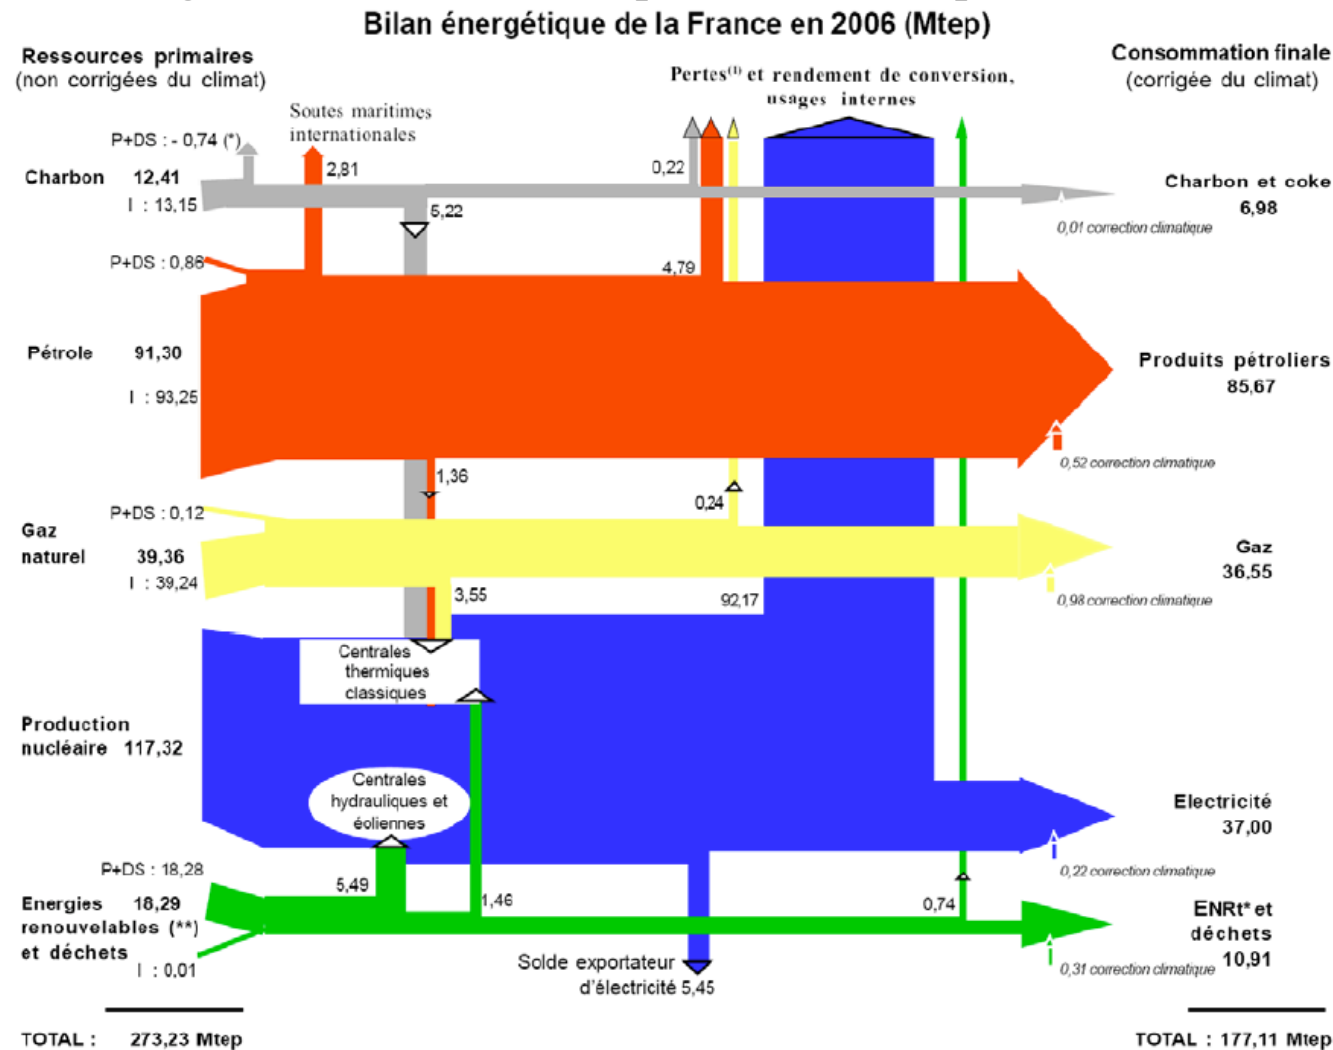 Bilan énergétique de la France en 2006 (Mtep)
Ressources primaires
(non corrigées du climat)
Consommation finale
(corrigée du climat)
Pertes⁽¹⁾ et rendement de conversion,
usages internes
Soutes maritimes
internationales
P+DS : - 0,74 (*)
2,81
0,22
Charbon 12,41
I : 13,15
5,22
Charbon et coke
6,98
0,01 correction climatique
P+DS : 0,86
4,79
Pétrole 91,30
I : 93,25
Produits pétroliers
85,67
0,52 correction climatique
1,36
P+DS : 0,12
0,24
Gaz
naturel 39,36
I : 39,24
Gaz
36,55
3,55
92,17
0,98 correction climatique
Centrales
thermiques
classiques
Production
nucléaire 117,32
Centrales
hydrauliques et
éoliennes
Electricité
37,00
0,22 correction climatique
P+DS : 18,28
5,49
1,46
0,74
Energies 18,29
renouvelables (**)
et déchets
I : 0,01
ENRt* et
déchets
10,91
0,31 correction climatique
Solde exportateur
d'électricité 5,45
TOTAL : 273,23 Mtep
TOTAL : 177,11 Mtep